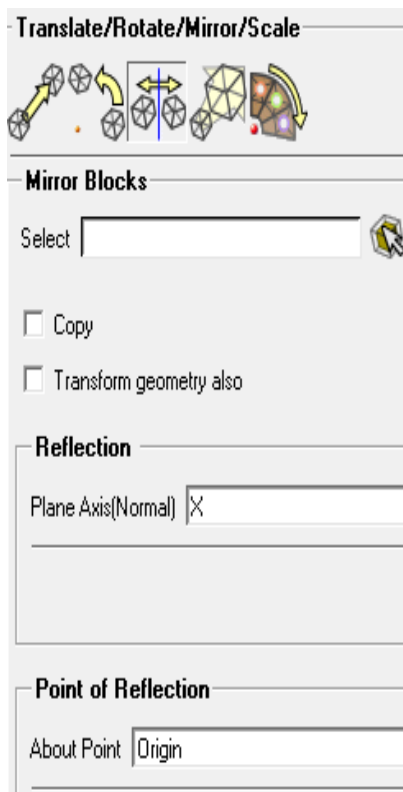 Translate/Rotate/Mirror/Scale
Mirror Blocks
Select
Copy
Transform geometry also
Reflection
Plane Axis(Normal) X
Point of Reflection
About Point Origin